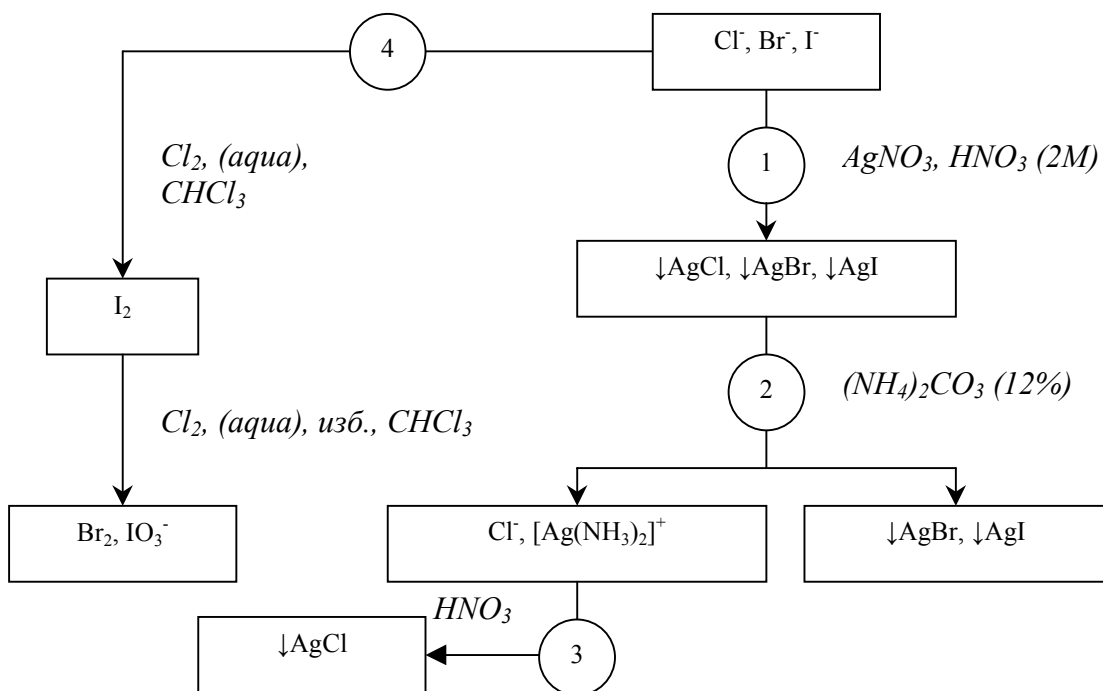 4
Cl⁻, Br⁻, I⁻
1
AgNO₃, HNO₃ (2M)
Cl₂, (aqua),
CHCl₃
↓AgCl, ↓AgBr, ↓AgI
I₂
2
(NH₄)₂CO₃ (12%)
Cl₂, (aqua), изб., CHCl₃
Br₂, IO₃⁻
Cl⁻, [Ag(NH₃)₂]⁺
↓AgBr, ↓AgI
HNO₃
↓AgCl
3